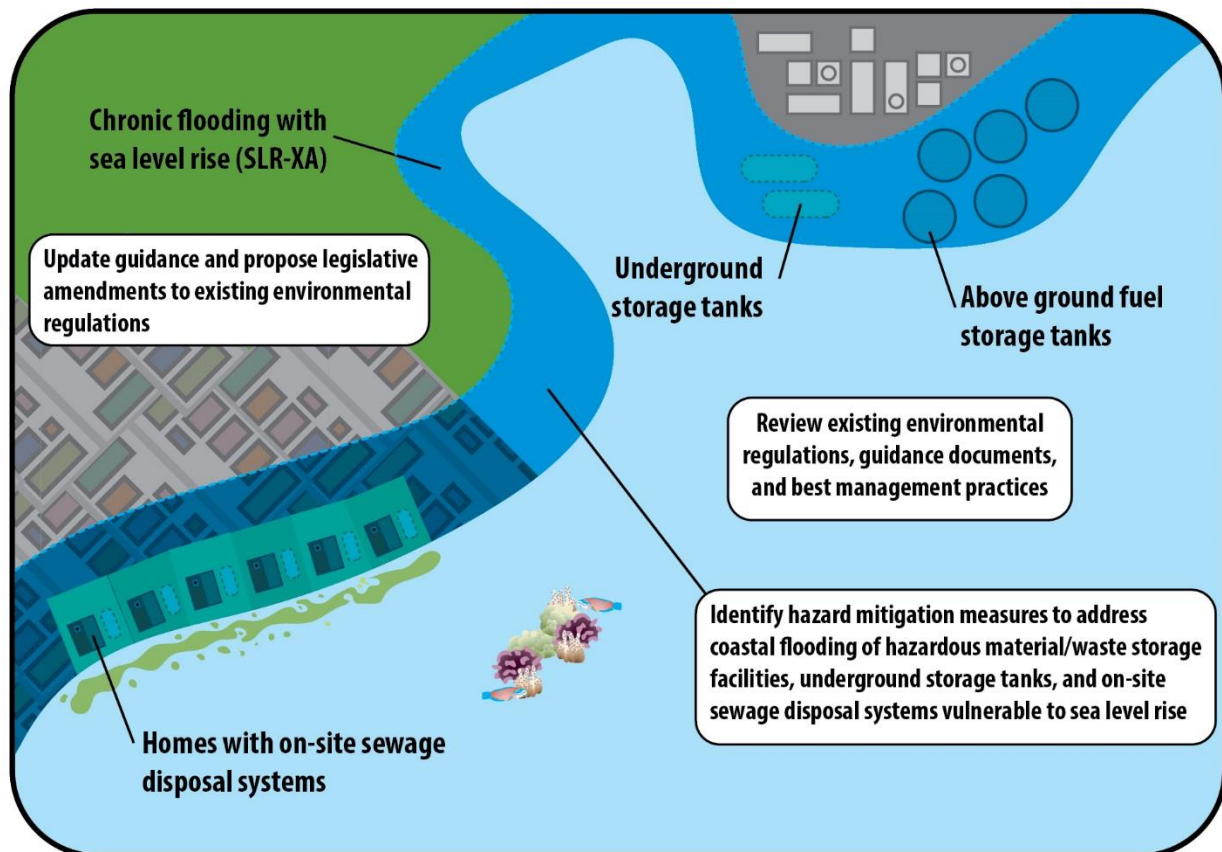 Chronic flooding with
sea level rise (SLR-XA)
Update guidance and propose legislative
amendments to existing environmental
regulations
Underground
storage tanks
Above ground fuel
storage tanks
Review existing environmental
regulations, guidance documents,
and best management practices
Identify hazard mitigation measures to address
coastal flooding of hazardous material/waste storage
facilities, underground storage tanks, and on-site
sewage disposal systems vulnerable to sea level rise
Homes with on-site sewage
disposal systems